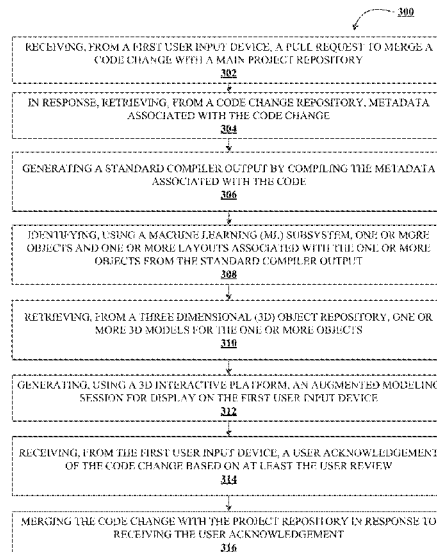 300
RECEIVING, FROM A FIRST USER INPUT DEVICE, A PULL REQUEST TO MERGE A
CODE CHANGE WITH A MAIN PROJECT REPOSITORY
302
IN RESPONSE, RETRIEVING, FROM A CODE CHANGE REPOSITORY, METADATA
ASSOCIATED WITH THE CODE CHANGE
304
GENERATING A STANDARD COMPILER OUTPUT BY COMPILING THE METADATA
ASSOCIATED WITH THE CODE
306
IDENTIFYING, USING A MACHINE LEARNING (ML) SUBSYSTEM, ONE OR MORE
OBJECTS AND ONE OR MORE LAYOUTS ASSOCIATED WITH THE ONE OR MORE
OBJECTS FROM THE STANDARD COMPILER OUTPUT
308
RETRIEVING, FROM A THREE DIMENSIONAL (3D) OBJECT REPOSITORY, ONE OR
MORE 3D MODELS FOR THE ONE OR MORE OBJECTS
310
GENERATING, USING A 3D INTERACTIVE PLATFORM, AN AUGMENTED MODELING
SESSION FOR DISPLAY ON THE FIRST USER INPUT DEVICE
312
RECEIVING, FROM THE FIRST USER INPUT DEVICE, A USER ACKNOWLEDGEMENT
OF THE CODE CHANGE BASED ON AT LEAST THE USER REVIEW
314
MERGING THE CODE CHANGE WITH THE PROJECT REPOSITORY IN RESPONSE TO
RECEIVING THE USER ACKNOWLEDGEMENT
316